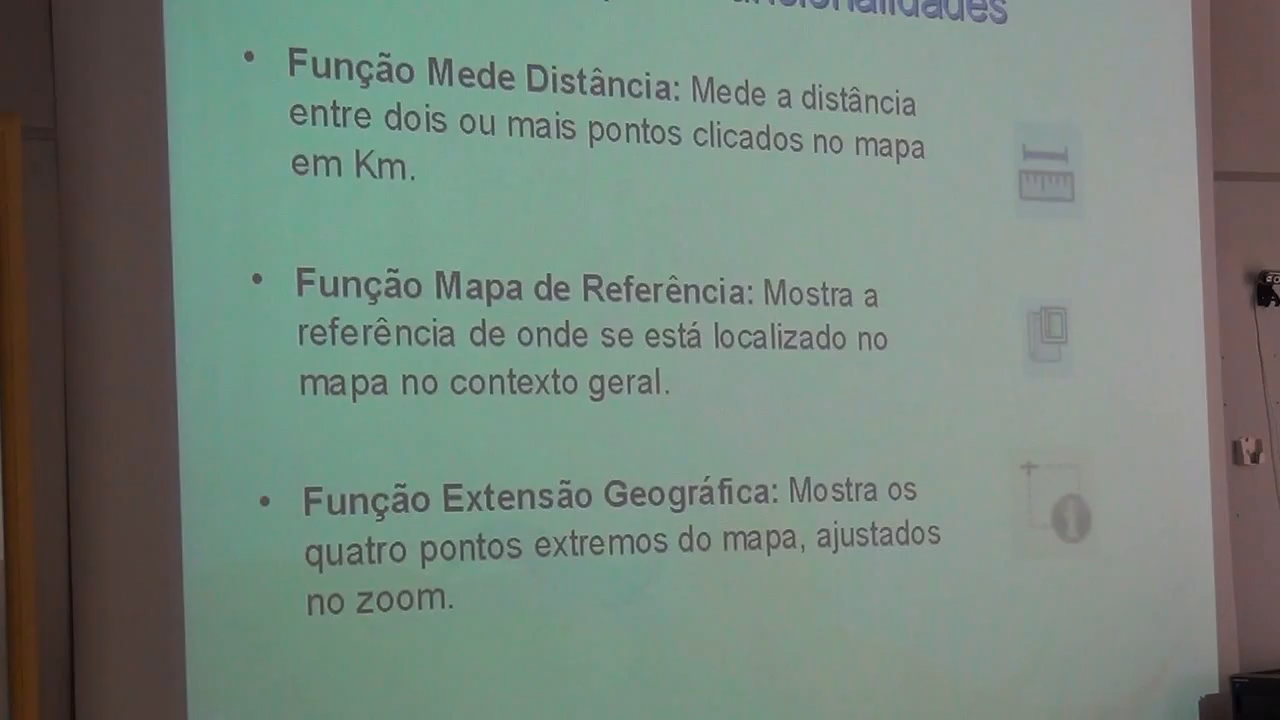 • Função Mede Distância: Mede a distância
entre dois ou mais pontos clicados no mapa
em Km.
• Função Mapa de Referência: Mostra a
referência de onde se está localizado no
mapa no contexto geral.
• Função Extensão Geográfica: Mostra os
quatro pontos extremos do mapa, ajustados
no zoom.